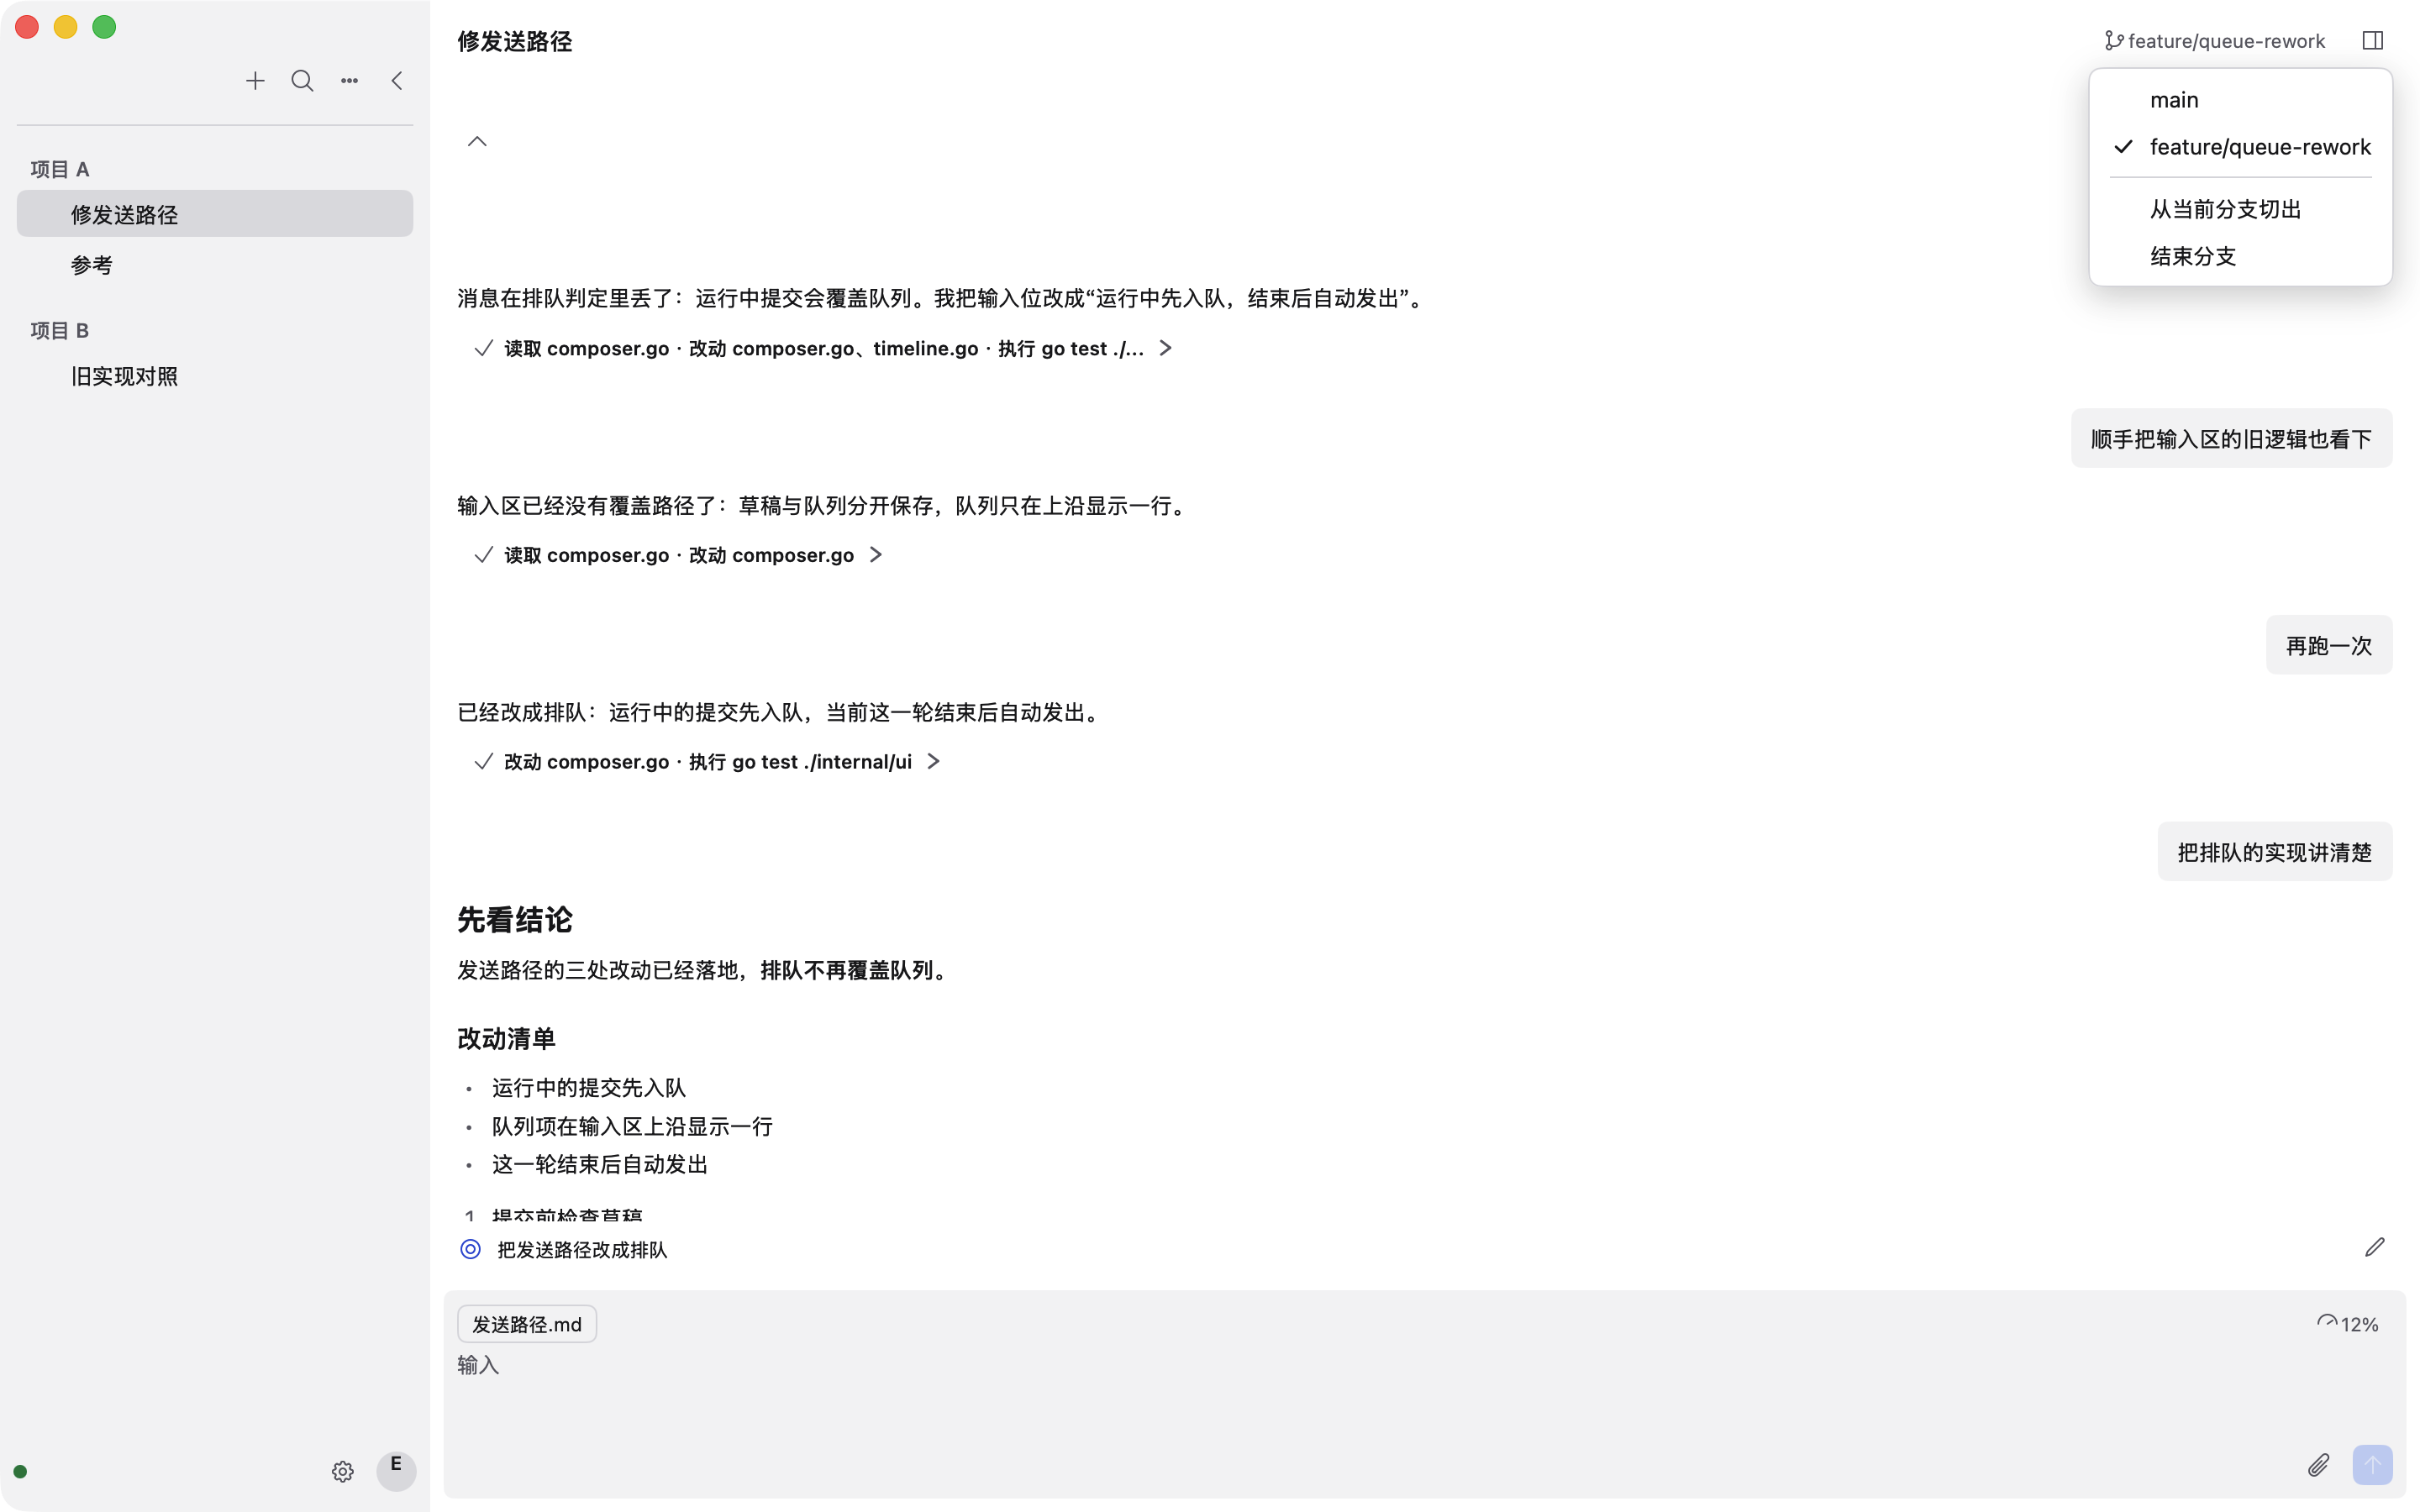 修发送路径
feature/queue-rework
main
feature/queue-rework
从当前分支切出
结束分支
项目 A
修发送路径
参考
项目 B
旧实现对照
消息在排队判定里丢了：运行中提交会覆盖队列。我把输入位改成“运行中先入队，结束后自动发出”。
读取 composer.go · 改动 composer.go、timeline.go · 执行 go test ./...
顺手把输入区的旧逻辑也看下
输入区已经没有覆盖路径了：草稿与队列分开保存，队列只在上沿显示一行。
读取 composer.go · 改动 composer.go
再跑一次
已经改成排队：运行中的提交先入队，当前这一轮结束后自动发出。
改动 composer.go · 执行 go test ./internal/ui
把排队的实现讲清楚
先看结论
发送路径的三处改动已经落地，排队不再覆盖队列。
改动清单
• 运行中的提交先入队
• 队列项在输入区上沿显示一行
• 这一轮结束后自动发出
1 提交前检查草稿
把发送路径改成排队
发送路径.md
12%
输入
E